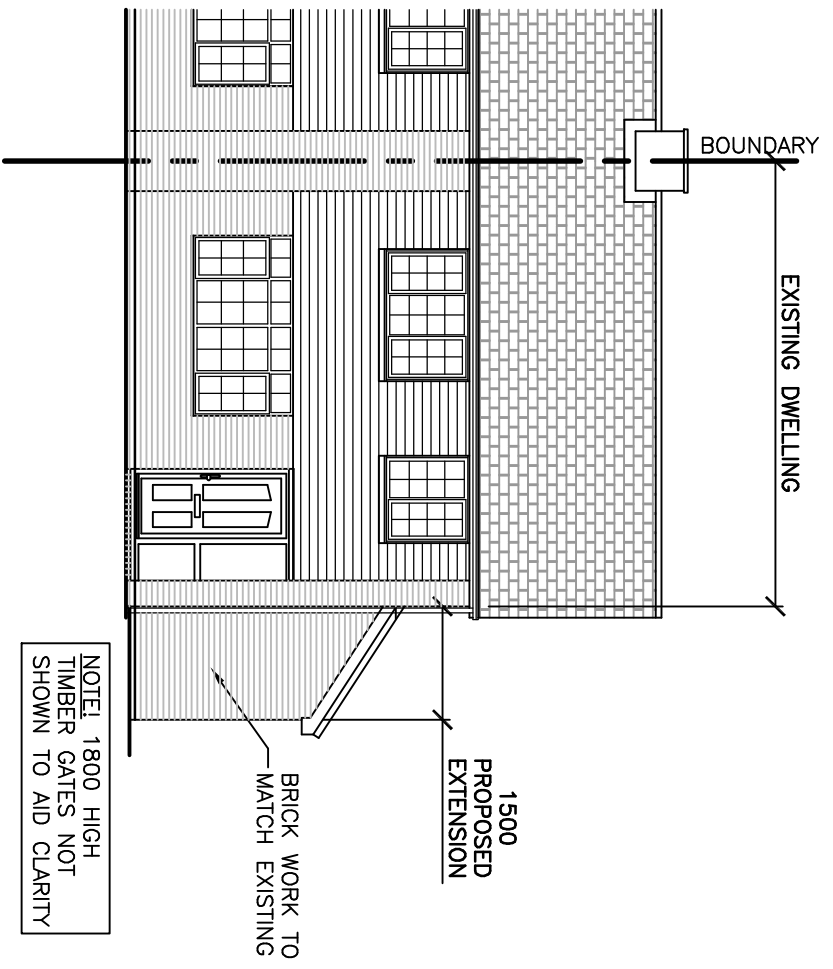 BOUNDARY
EXISTING DWELLING
1500
PROPOSED
EXTENSION
BRICK WORK TO
MATCH EXISTING
NOTE! 1800 HIGH
TIMBER GATES NOT
SHOWN TO AID CLARITY